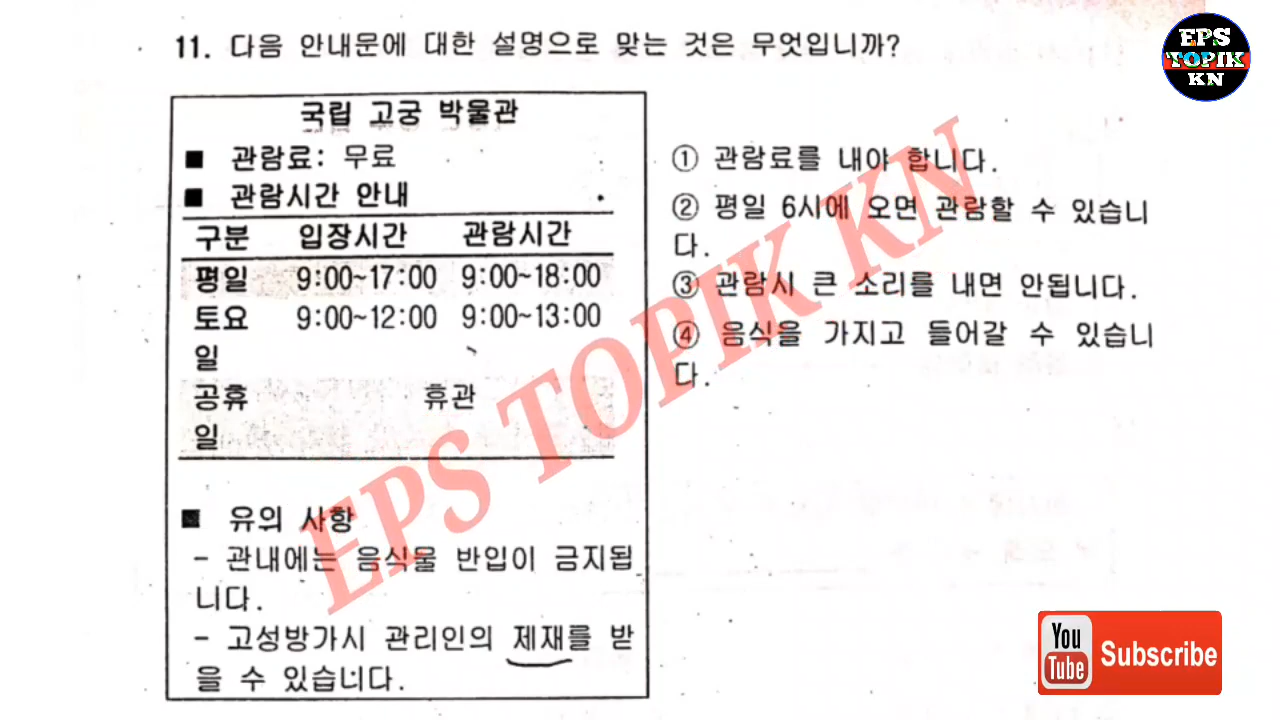 11. 다음 안내문에 대한 설명으로 맞는 것은 무엇입니까?
국립 고궁 박물관
■ 관람료: 무료
■ 관람시간 안내
구분 입장시간 관람시간
평일 9:00~17:00 9:00~18:00
토요 9:00~12:00 9:00~13:00
일
공휴 휴관
일
■ 유의 사항
- 관내에는 음식물 반입이 금지됩
니다.
- 고성방가시 관리인의 제재를 받
을 수 있습니다.
① 관람료를 내야 합니다.
② 평일 6시에 오면 관람할 수 있습니
다.
③ 관람시 큰 소리를 내면 안됩니다.
④ 음식을 가지고 들어갈 수 있습니
다.
EPS TOPIK KN
EPS
TOPIK
KN
You
Tube
Subscribe